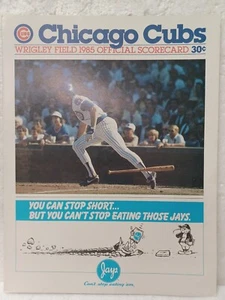 Chicago Cubs
WRIGLEY FIELD 1985 OFFICIAL SCORECARD 30¢
YOU CAN STOP SHORT...
BUT YOU CAN'T STOP EATING THOSE JAYS.
Jays
Can't stop eating 'em.